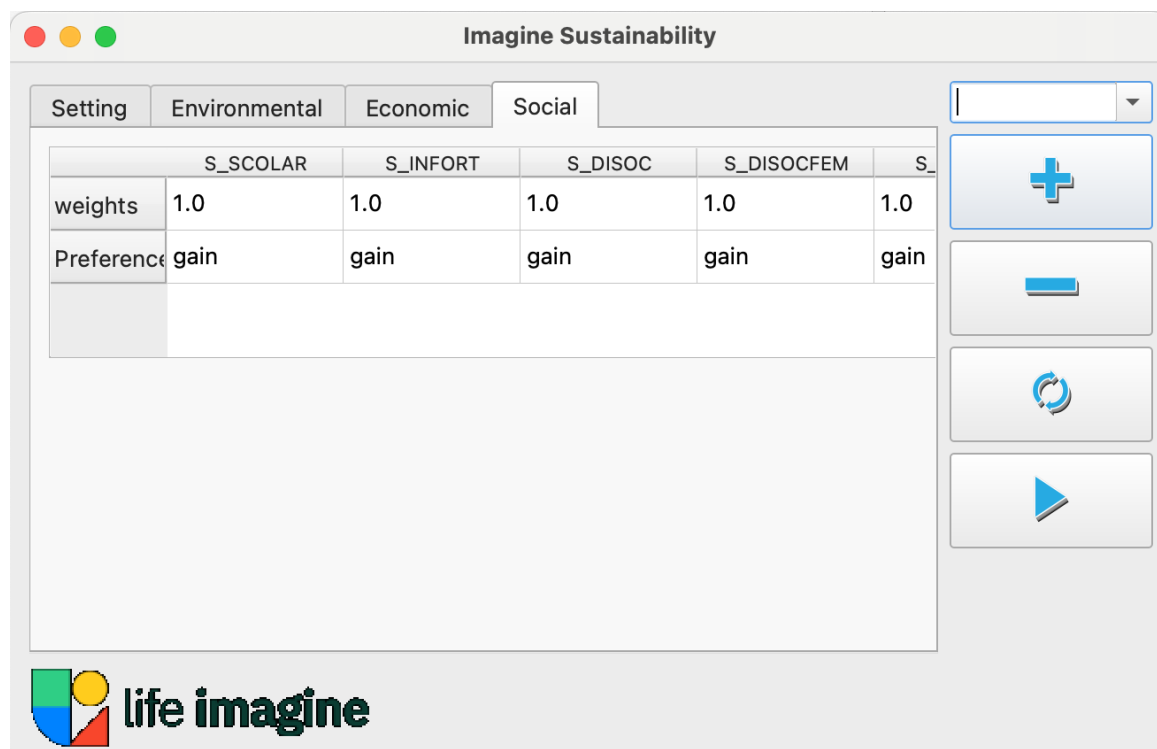 Imagine Sustainability
Setting Environmental Economic Social
S_SCOLAR S_INFORT S_DISOC S_DISOCFEM S_
weights 1.0 1.0 1.0 1.0 1.0
Preference gain gain gain gain gain
life imagine